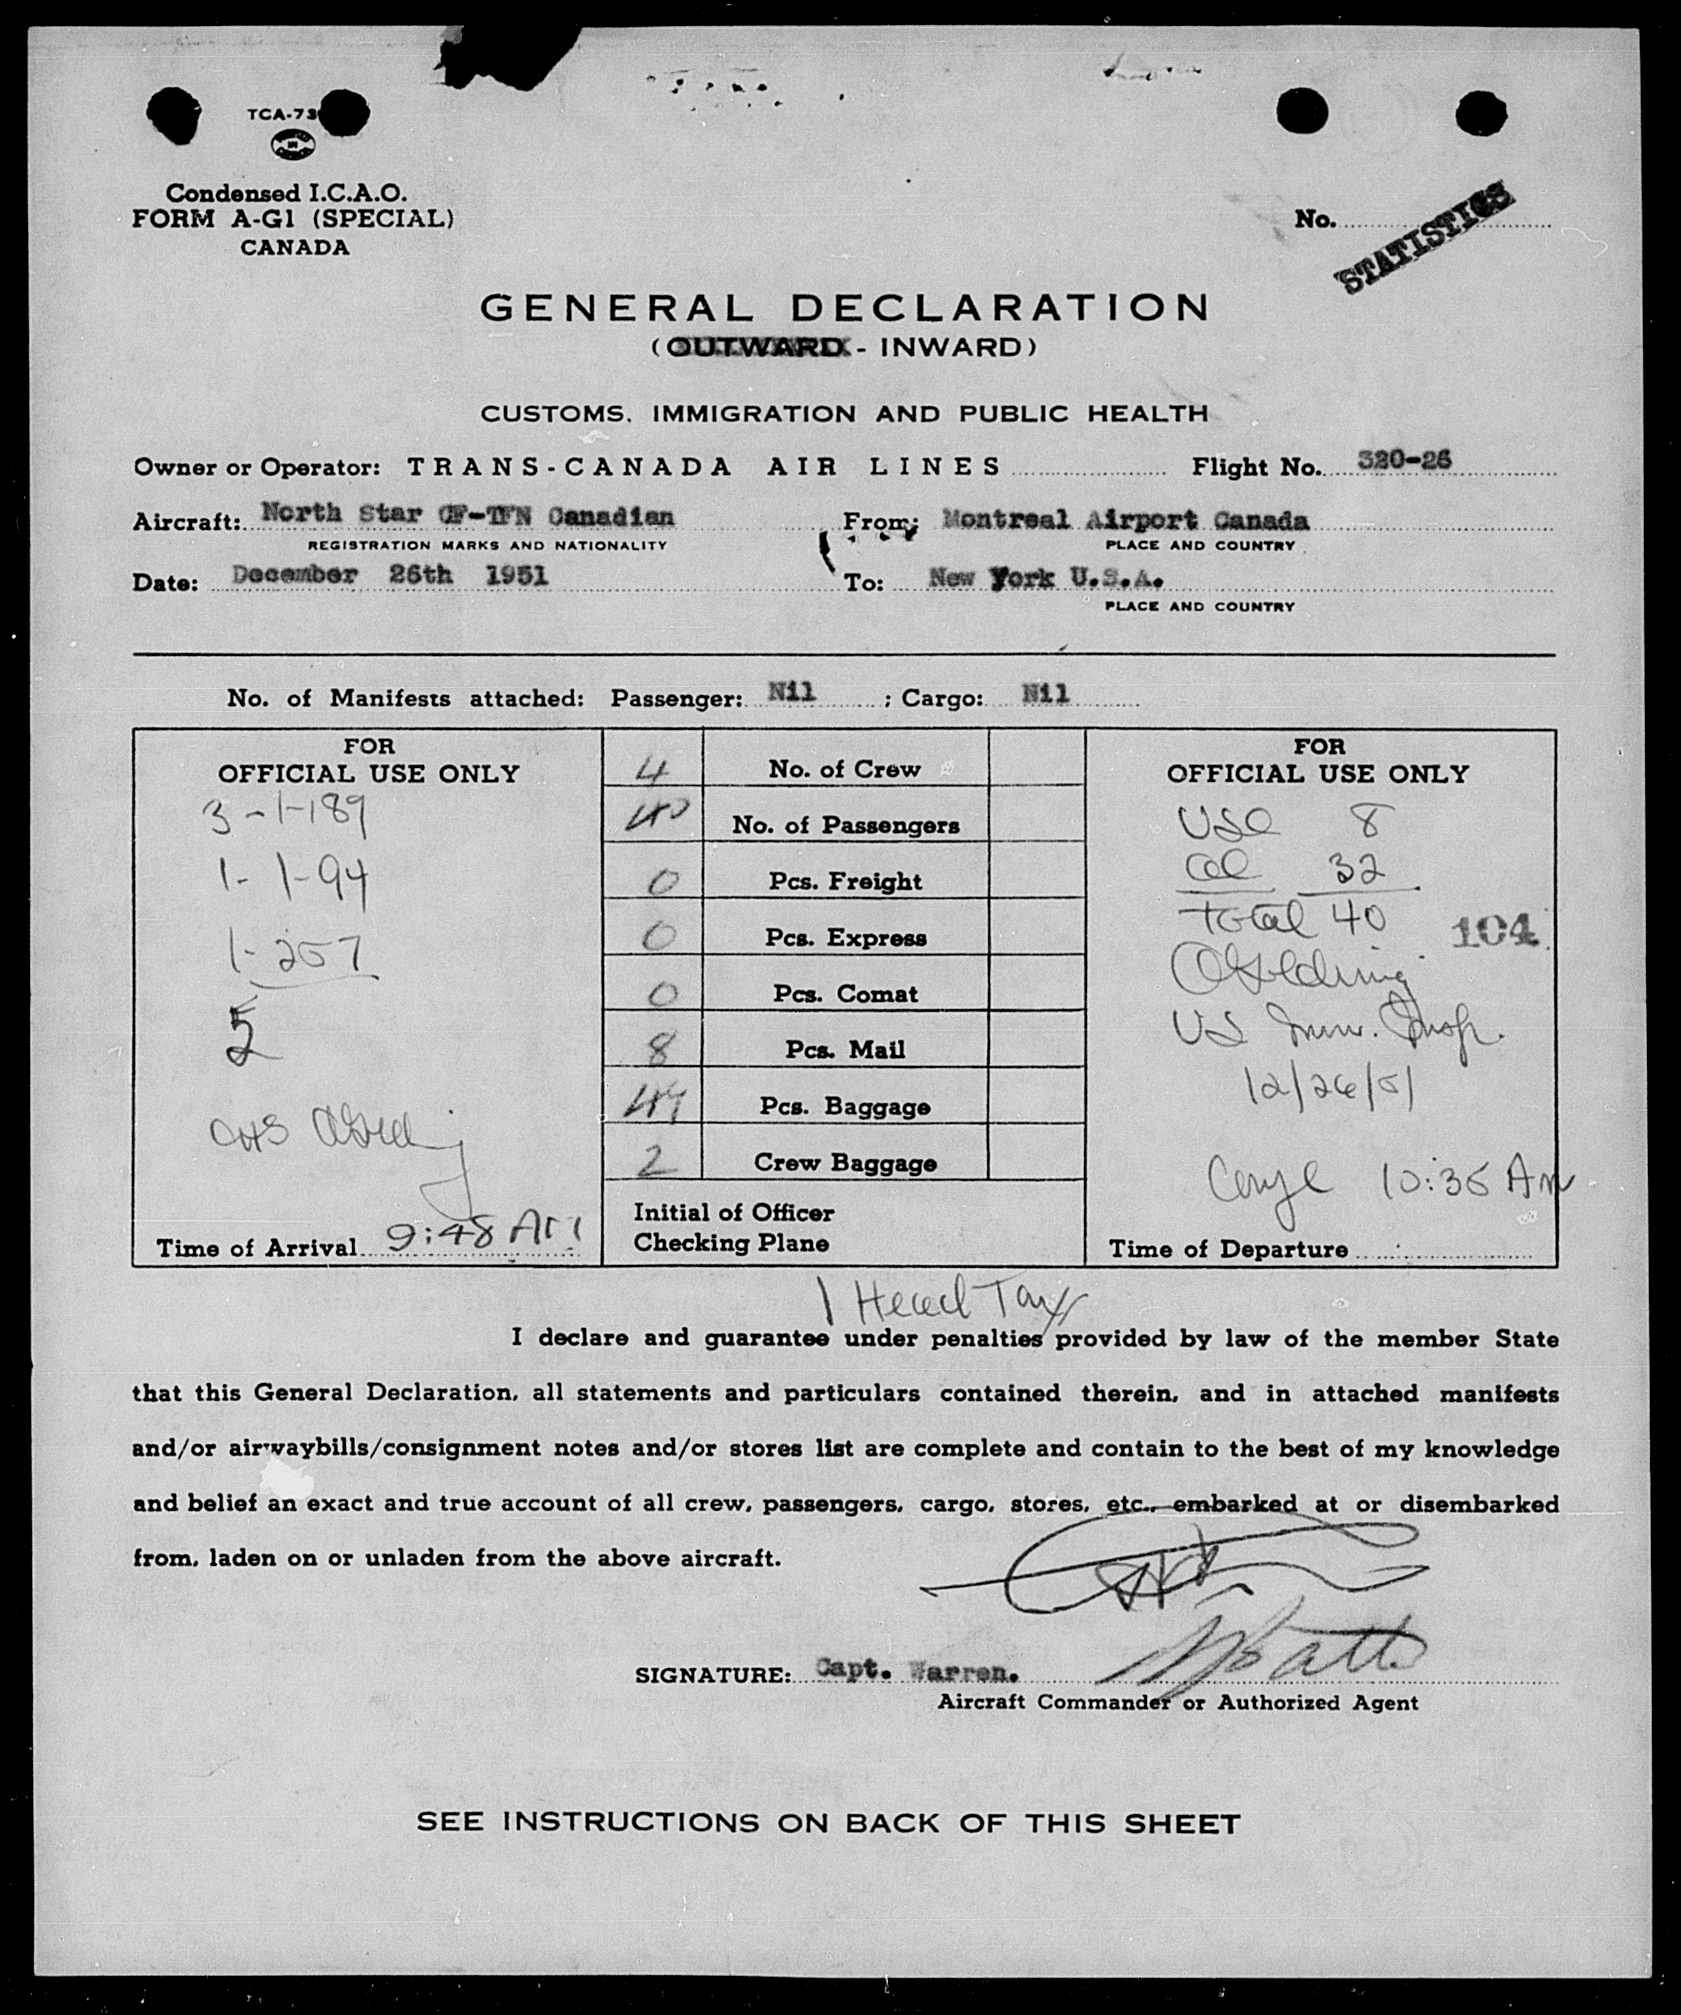 TCA-73
Condensed I.C.A.O.
FORM A-G1 (SPECIAL)
CANADA
No.
STATISTICS
GENERAL DECLARATION
(OUTWARD - INWARD)
CUSTOMS, IMMIGRATION AND PUBLIC HEALTH
Owner or Operator: TRANS-CANADA AIR LINES Flight No. 320-26
Aircraft: North Star CF-TFN Canadian From: Montreal Airport Canada
REGISTRATION MARKS AND NATIONALITY PLACE AND COUNTRY
Date: December 26th 1951 To: New York U.S.A.
PLACE AND COUNTRY
No. of Manifests attached: Passenger: Nil ; Cargo: Nil
FOR
OFFICIAL USE ONLY
3-1-189
1-1-94
1-257
5
Time of Arrival 9:48 AM
4 No. of Crew
40 No. of Passengers
0 Pcs. Freight
0 Pcs. Express
0 Pcs. Comat
8 Pcs. Mail
Pcs. Baggage
2 Crew Baggage
Initial of Officer
Checking Plane
FOR
OFFICIAL USE ONLY
USC 8
32
Total 40
104
US Imm. Insp.
12/26/51
10:35 AM
Time of Departure
1 Head Tax
I declare and guarantee under penalties provided by law of the member State
that this General Declaration, all statements and particulars contained therein, and in attached manifests
and/or airwaybills/consignment notes and/or stores list are complete and contain to the best of my knowledge
and belief an exact and true account of all crew, passengers, cargo, stores, etc., embarked at or disembarked
from, laden on or unladen from the above aircraft.
SIGNATURE: Capt. Warren.
Aircraft Commander or Authorized Agent
SEE INSTRUCTIONS ON BACK OF THIS SHEET